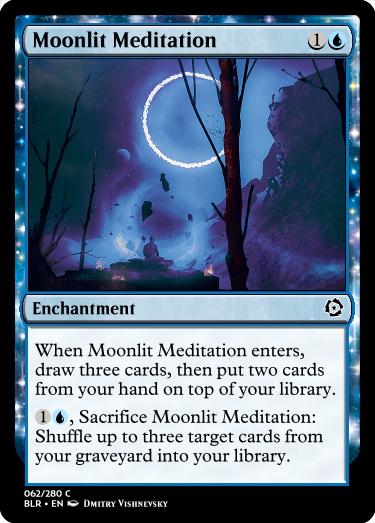 Moonlit Meditation 1
Enchantment
When Moonlit Meditation enters,
draw three cards, then put two cards
from your hand on top of your library.
1, Sacrifice Moonlit Meditation:
Shuffle up to three target cards from
your graveyard into your library.
062/280 C
BLR • EN Dmitry Vishnevsky